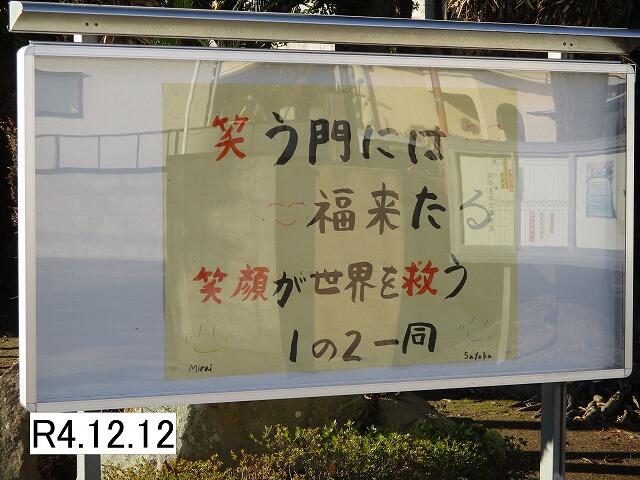 笑う門には
福来たる
笑顔が世界を救う
1の2一同
Mirai
Sayaka
R4.12.12